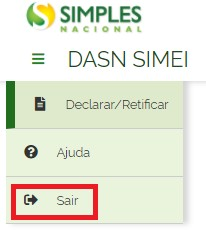 SIMPLES
NACIONAL
DASN SIMEI
Declarar/Retificar
Ajuda
Sair